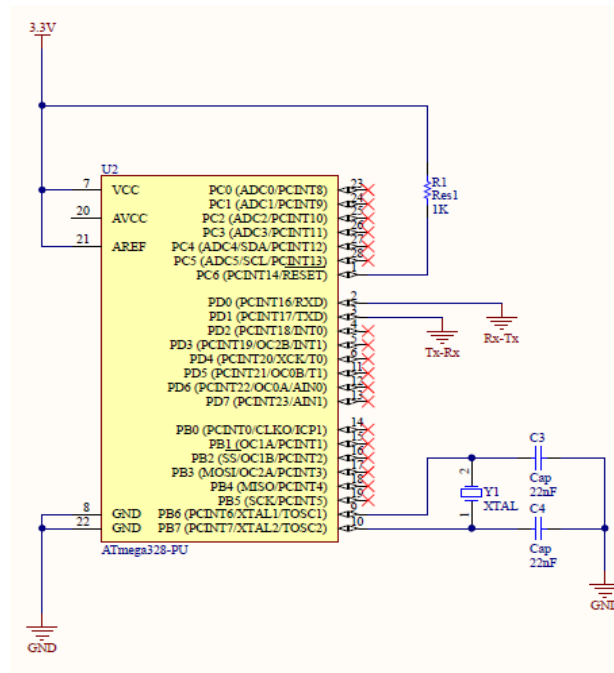 3.3V
U2
7 VCC
20 AVCC
21 AREF
8 GND
22 GND
PC0 (ADC0/PCINT8) 23
PC1 (ADC1/PCINT9) 24
PC2 (ADC2/PCINT10) 25
PC3 (ADC3/PCINT11) 26
PC4 (ADC4/SDA/PCINT12) 27
PC5 (ADC5/SCL/PCINT13) 28
PC6 (PCINT14/RESET) 1
PD0 (PCINT16/RXD) 2
PD1 (PCINT17/TXD) 3
PD2 (PCINT18/INT0) 4
PD3 (PCINT19/OC2B/INT1) 5
PD4 (PCINT20/XCK/T0) 6
PD5 (PCINT21/OC0B/T1) 11
PD6 (PCINT22/OC0A/AIN0) 12
PD7 (PCINT23/AIN1) 13
PB0 (PCINT0/CLKO/ICP1) 14
PB1 (OC1A/PCINT1) 15
PB2 (SS/OC1B/PCINT2) 16
PB3 (MOSI/OC2A/PCINT3) 17
PB4 (MISO/PCINT4) 18
PB5 (SCK/PCINT5) 19
PB6 (PCINT6/XTAL1/TOSC1) 9
PB7 (PCINT7/XTAL2/TOSC2) 10
ATmega328-PU
GND
R1
Res1
1K
Rx-Tx
Tx-Rx
2
Y1
1
XTAL
C3
Cap
22nF
C4
Cap
22nF
GND